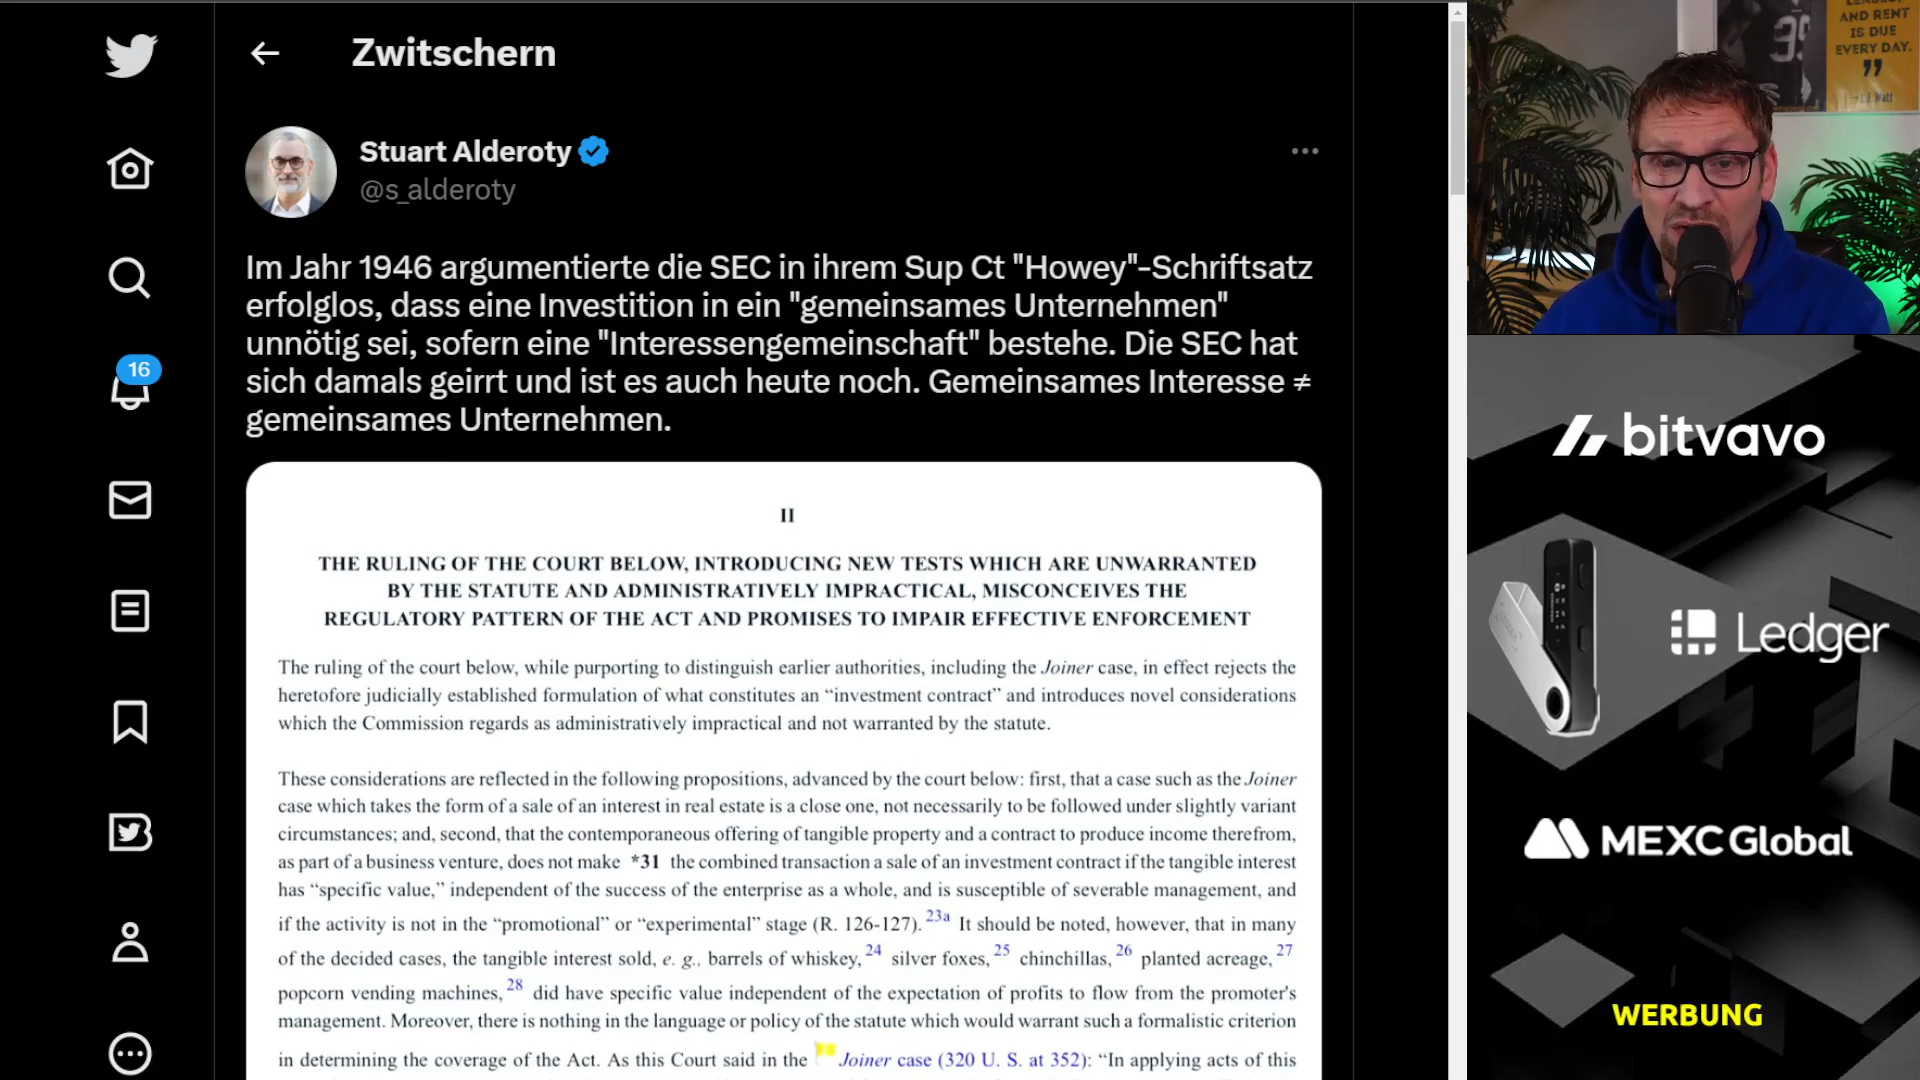 Zwitschern
Stuart Alderoty
@s_alderoty
Im Jahr 1946 argumentierte die SEC in ihrem Sup Ct "Howey"-Schriftsatz
erfolglos, dass eine Investition in ein "gemeinsames Unternehmen"
unnötig sei, sofern eine "Interessengemeinschaft" bestehe. Die SEC hat
sich damals geirrt und ist es auch heute noch. Gemeinsames Interesse ≠
gemeinsames Unternehmen.
16
II
THE RULING OF THE COURT BELOW, INTRODUCING NEW TESTS WHICH ARE UNWARRANTED
BY THE STATUTE AND ADMINISTRATIVELY IMPRACTICAL, MISCONCEIVES THE
REGULATORY PATTERN OF THE ACT AND PROMISES TO IMPAIR EFFECTIVE ENFORCEMENT
The ruling of the court below, while purporting to distinguish earlier authorities, including the Joiner case, in effect rejects the
heretofore judicially established formulation of what constitutes an “investment contract” and introduces novel considerations
which the Commission regards as administratively impractical and not warranted by the statute.
These considerations are reflected in the following propositions, advanced by the court below: first, that a case such as the Joiner
case which takes the form of a sale of an interest in real estate is a close one, not necessarily to be followed under slightly variant
circumstances; and, second, that the contemporaneous offering of tangible property and a contract to produce income therefrom,
as part of a business venture, does not make *31 the combined transaction a sale of an investment contract if the tangible interest
has “specific value,” independent of the success of the enterprise as a whole, and is susceptible of severable management, and
if the activity is not in the “promotional” or “experimental” stage (R. 126-127). 23a It should be noted, however, that in many
of the decided cases, the tangible interest sold, e. g., barrels of whiskey, 24 silver foxes, 25 chinchillas, 26 planted acreage, 27
popcorn vending machines, 28 did have specific value independent of the expectation of profits to flow from the promoter's
management. Moreover, there is nothing in the language or policy of the statute which would warrant such a formalistic criterion
in determining the coverage of the Act. As this Court said in the Joiner case (320 U. S. at 352): “In applying acts of this
AND RENT
IS DUE
EVERY DAY.
”
—J.J. Watt
bitvavo
Ledger
MEXC Global
WERBUNG